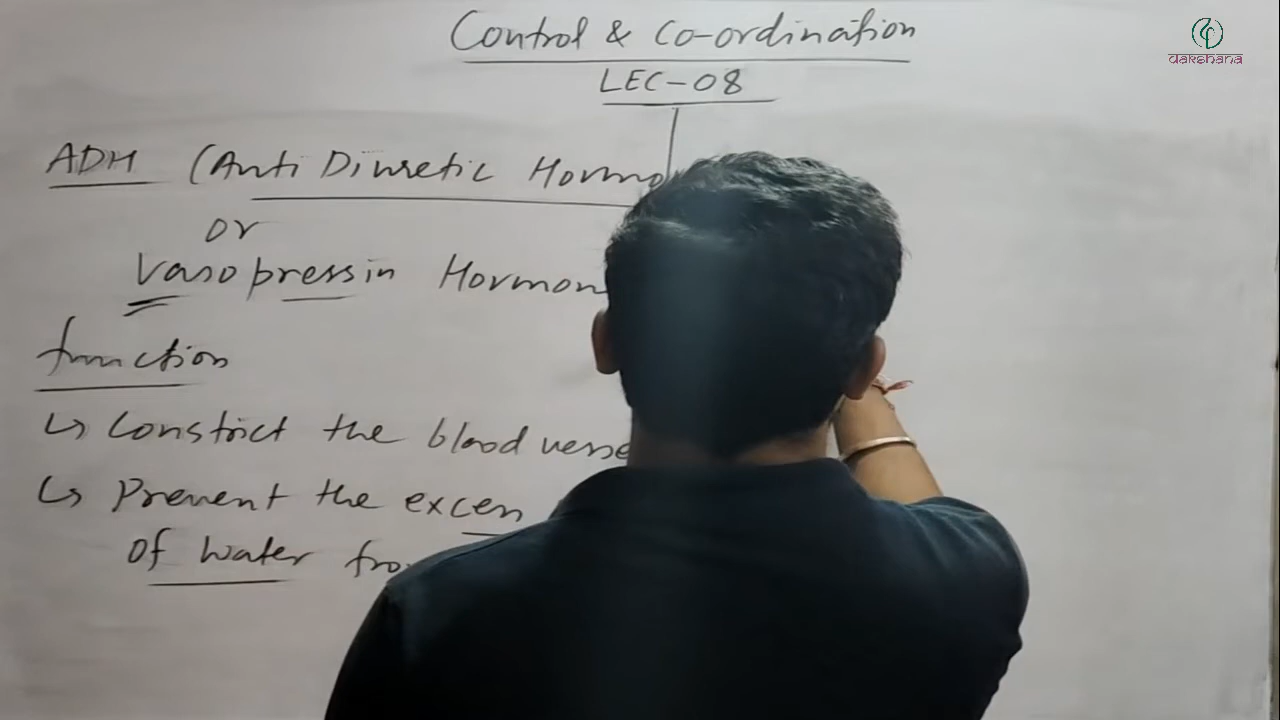 Control & Co-ordination
LEC-08
dakshana
ADH (Anti Diuretic Hormo
or
Vasopressin Hormon
function
↳ Constrict the blood vesse
↳ Prevent the excess
of water fro